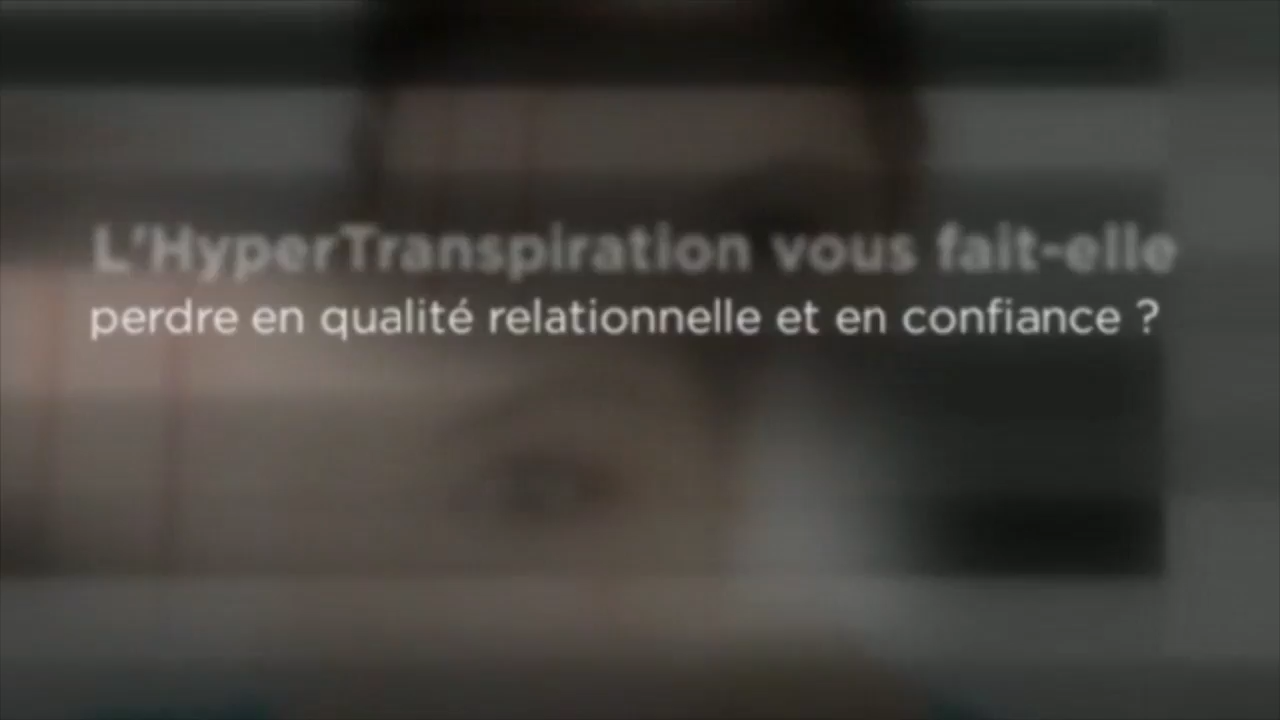 L'HyperTranspiration vous fait-elle
perdre en qualité relationnelle et en confiance ?